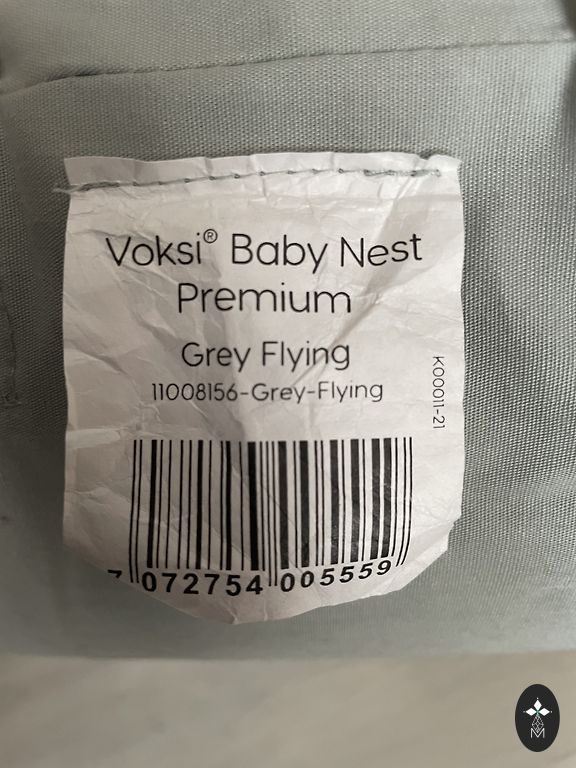 Voksi® Baby Nest
Premium
Grey Flying
11008156-Grey-Flying
K00011-21
7 072754 005559
M